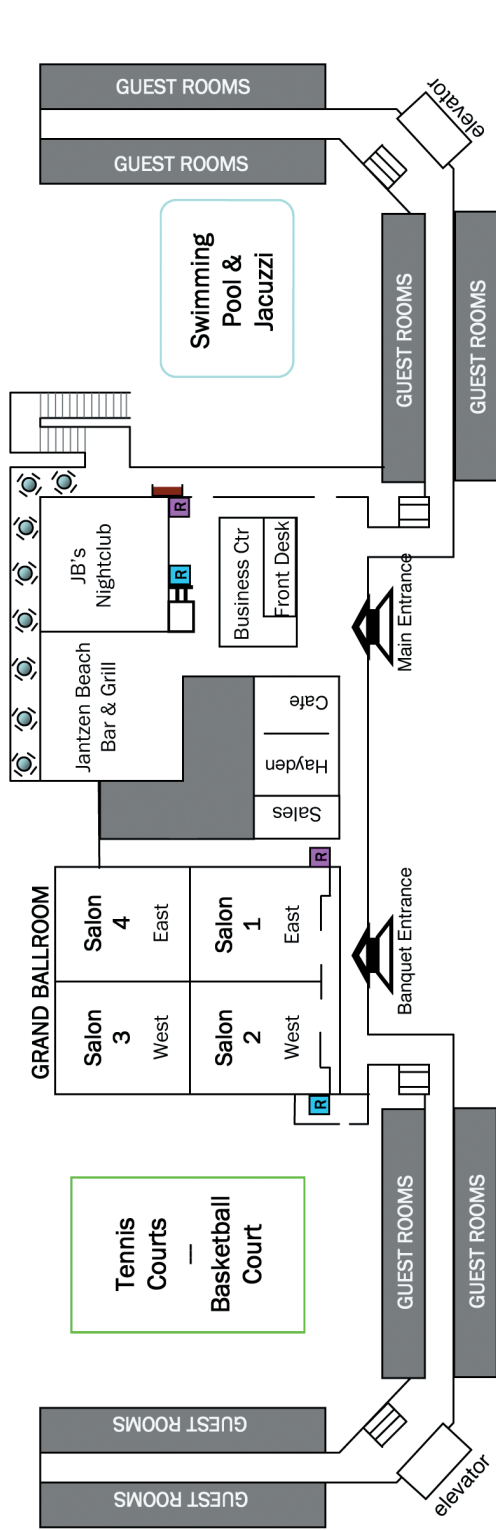 GUEST ROOMS
GUEST ROOMS
elevator
Swimming
Pool &
Jacuzzi
GUEST ROOMS
GUEST ROOMS
JB's
Nightclub
R
R
Business Ctr
Front Desk
Jantzen Beach
Bar & Grill
Main Entrance
Cafe
Hayden
Sales
R
GRAND BALLROOM
Salon
4
East
Salon
1
East
Salon
3
West
Salon
2
West
Banquet Entrance
R
Tennis
Courts
—
Basketball
Court
GUEST ROOMS
GUEST ROOMS
GUEST ROOMS
GUEST ROOMS
elevator